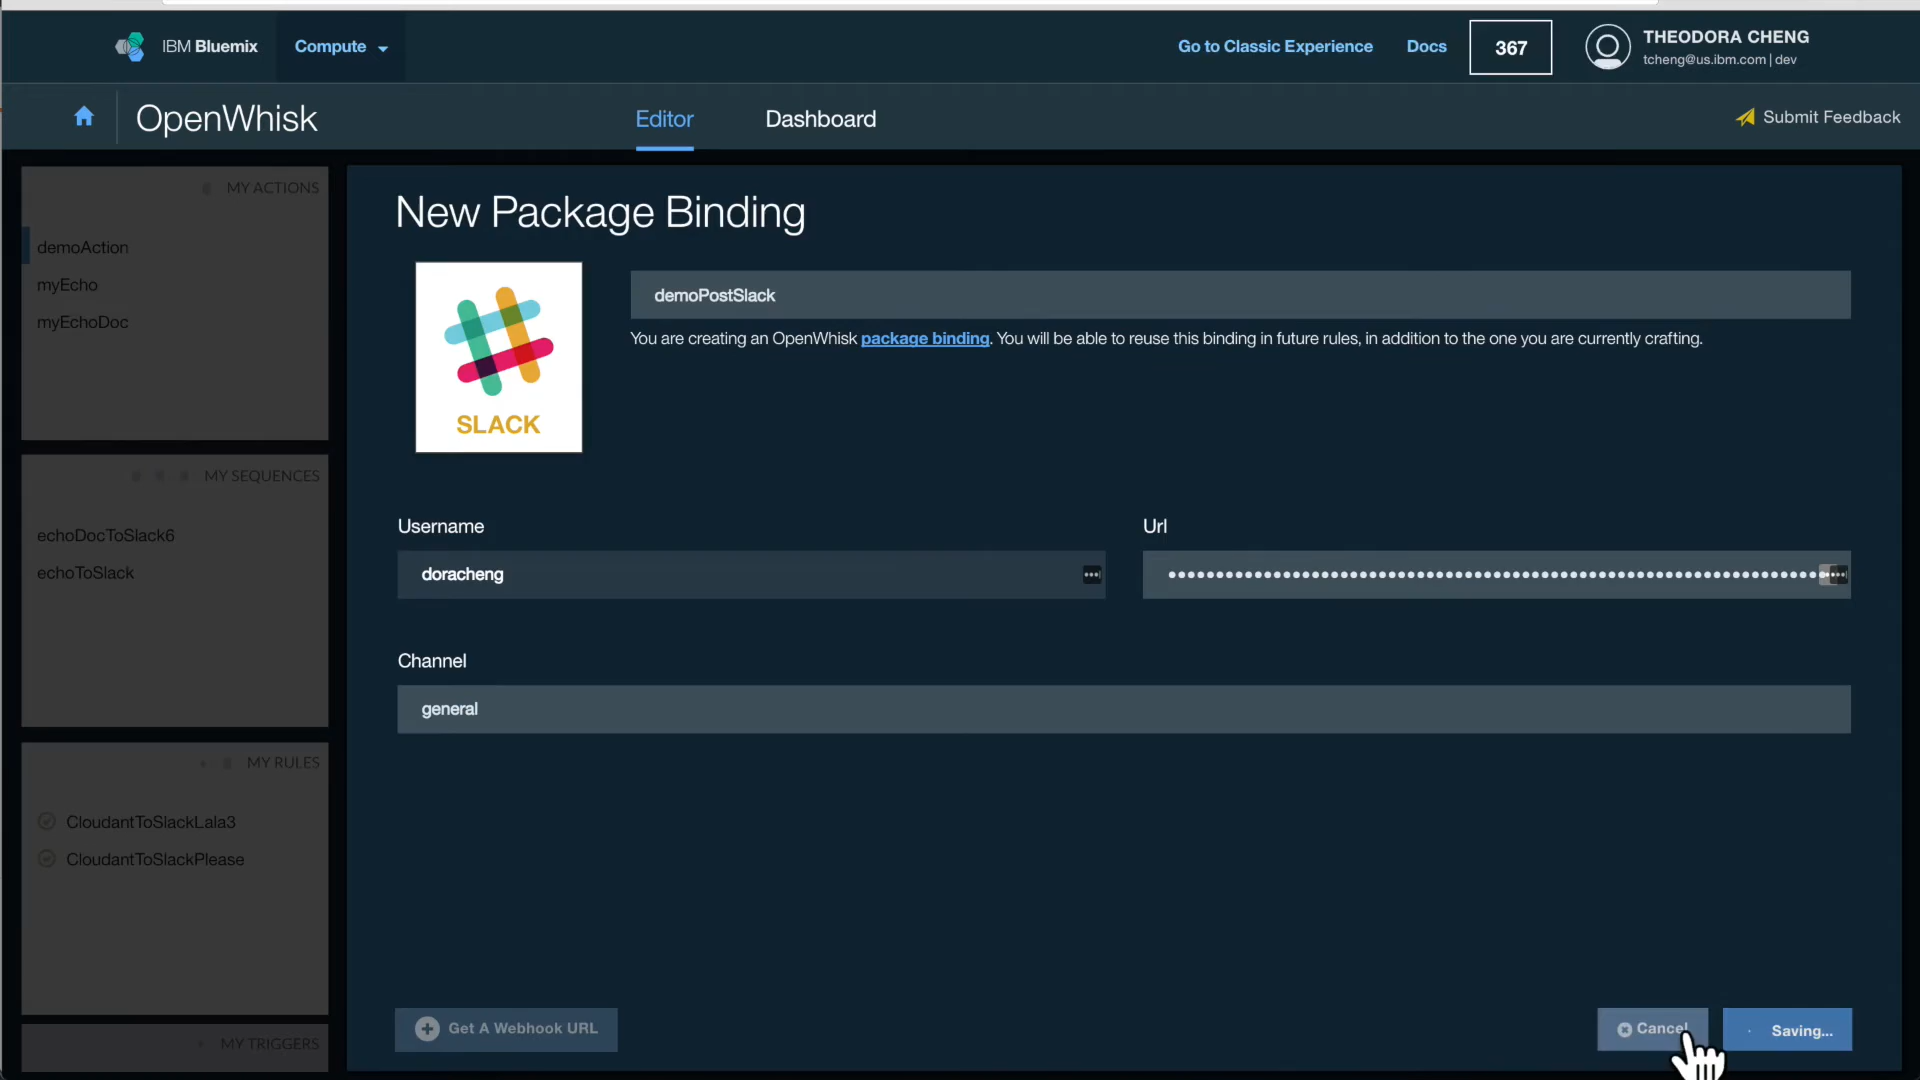 IBM Bluemix
Compute
Go to Classic Experience
Docs
367
THEODORA CHENG
tcheng@us.ibm.com | dev
OpenWhisk
Editor
Dashboard
Submit Feedback
MY ACTIONS
demoAction
myEcho
myEchoDoc
MY SEQUENCES
echoDocToSlack6
echoToSlack
MY RULES
CloudantToSlackLala3
CloudantToSlackPlease
MY TRIGGERS
New Package Binding
SLACK
demoPostSlack
You are creating an OpenWhisk package binding. You will be able to reuse this binding in future rules, in addition to the one you are currently crafting.
Username
doracheng
Url
Channel
general
Get A Webhook URL
Cancel
Saving...